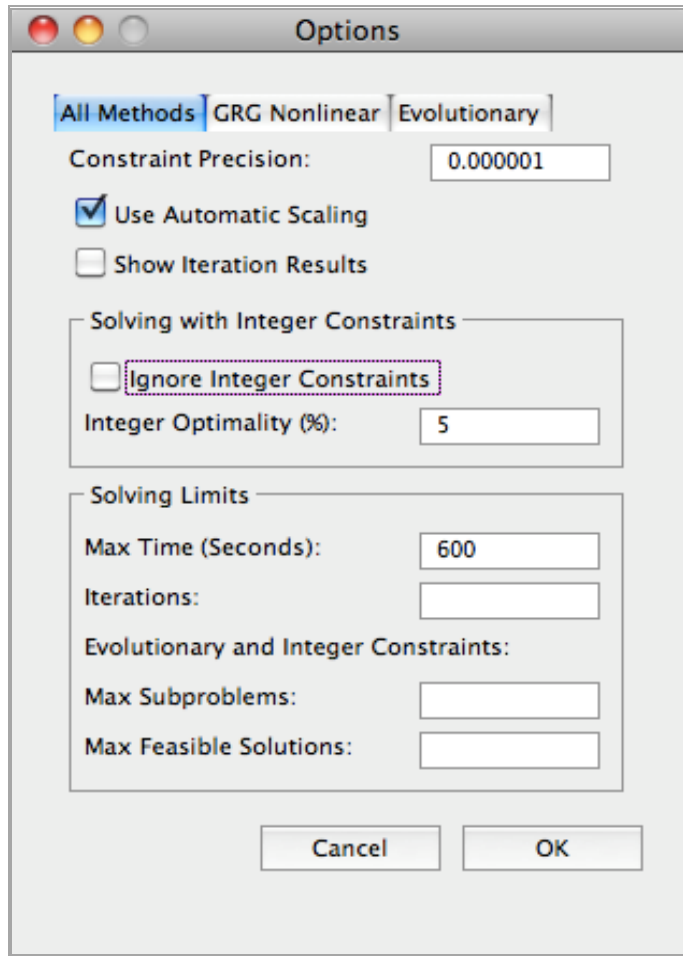 Options
All Methods GRG Nonlinear Evolutionary
Constraint Precision: 0.000001
Use Automatic Scaling
Show Iteration Results
Solving with Integer Constraints
Ignore Integer Constraints
Integer Optimality (%): 5
Solving Limits
Max Time (Seconds): 600
Iterations:
Evolutionary and Integer Constraints:
Max Subproblems:
Max Feasible Solutions:
Cancel OK